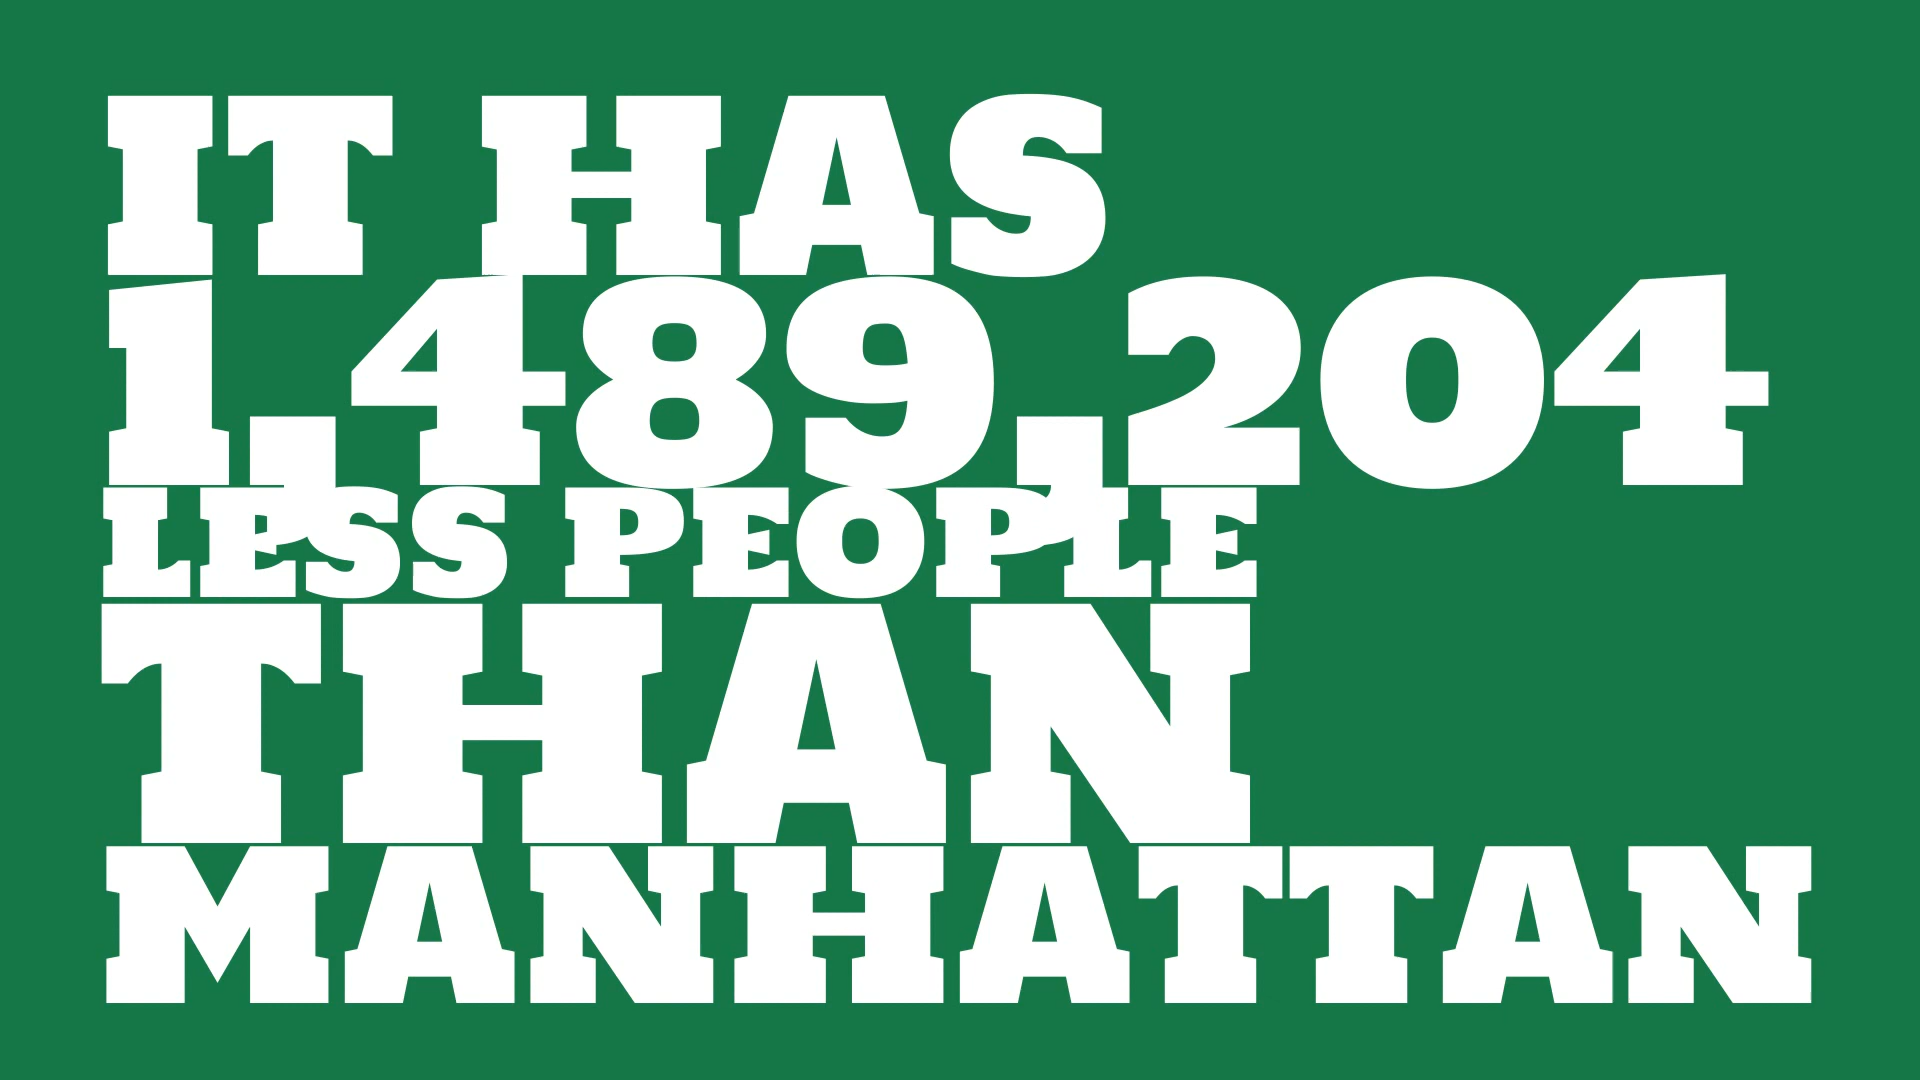 IT HAS
1,489,204
LESS PEOPLE
THAN
MANHATTAN